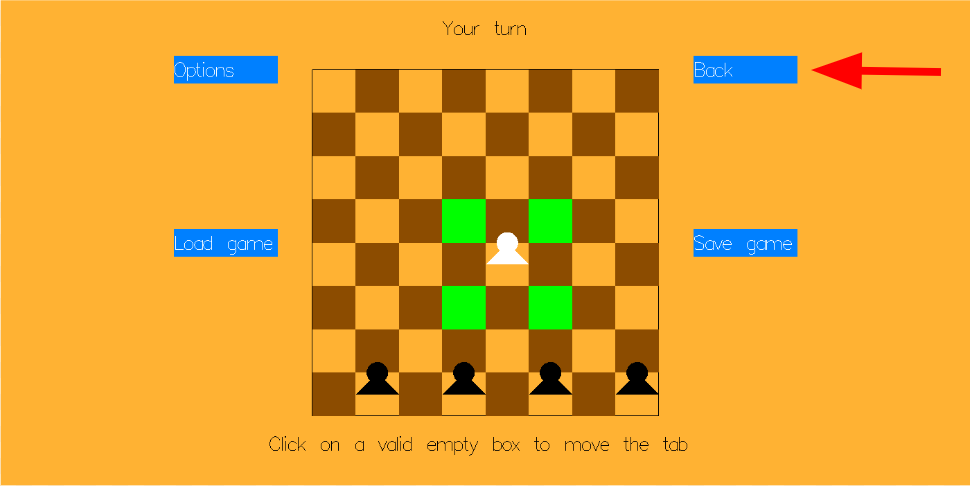 Your turn
Options
Back
Load game
Save game
Click on a valid empty box to move the tab